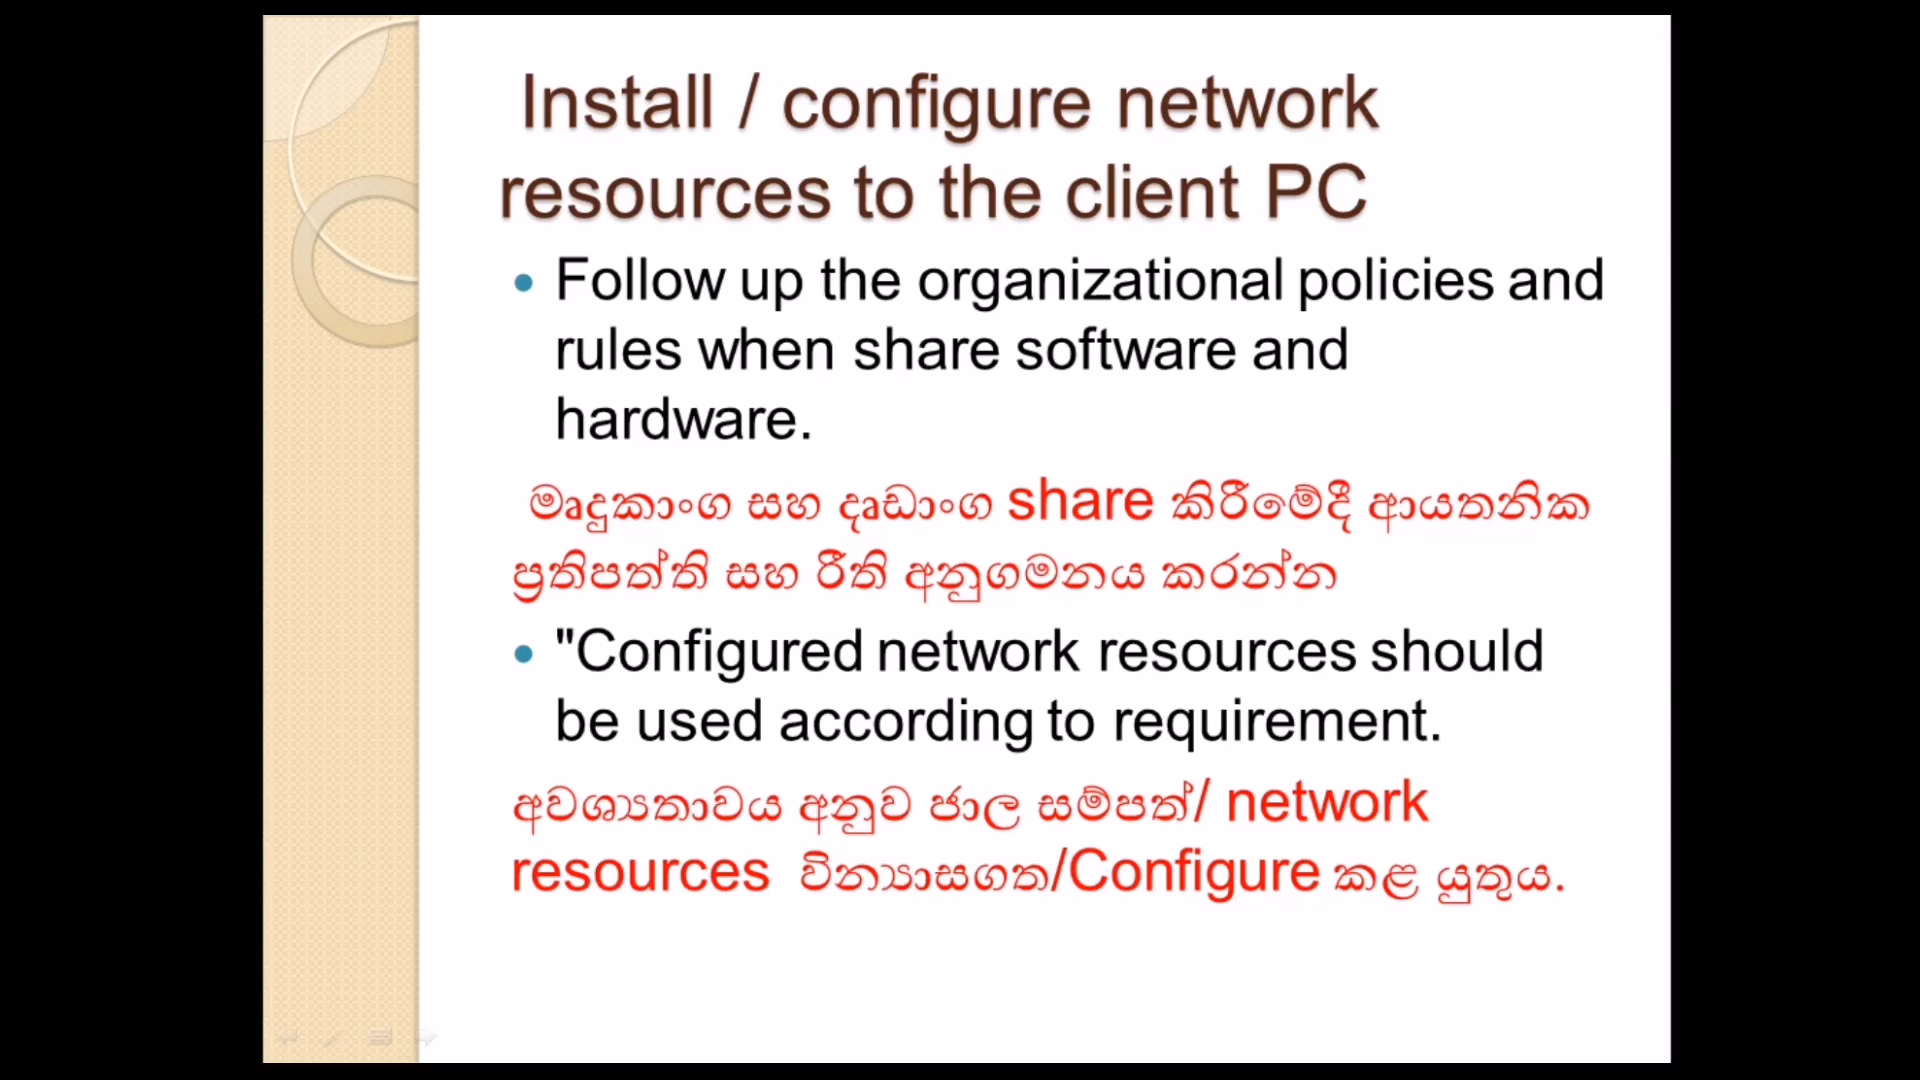 Install / configure network
resources to the client PC
• Follow up the organizational policies and
rules when share software and
hardware.
මෘදුකාංග සහ දෘඩාංග share කිරීමේදී ආයතනික
ප්‍රතිපත්ති සහ රීති අනුගමනය කරන්න
• "Configured network resources should
be used according to requirement.
අවශ්‍යතාවය අනුව ජාල සම්පත්/ network
resources වින්‍යාසගත/Configure කළ යුතුය.